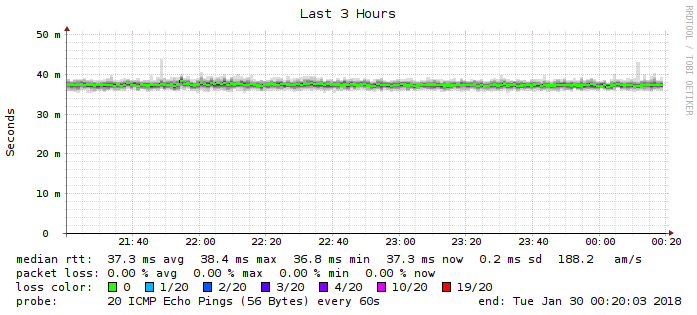 Last 3 Hours
RRDTOOL / TOBI OETIKER
Seconds
50 m
40 m
30 m
20 m
10 m
0
21:40 22:00 22:20 22:40 23:00 23:20 23:40 00:00 00:20
median rtt: 37.3 ms avg 38.4 ms max 36.8 ms min 37.3 ms now 0.2 ms sd 188.2 am/s
packet loss: 0.00 % avg 0.00 % max 0.00 % min 0.00 % now
loss color: 0 1/20 2/20 3/20 4/20 10/20 19/20
probe: 20 ICMP Echo Pings (56 Bytes) every 60s end: Tue Jan 30 00:20:03 2018